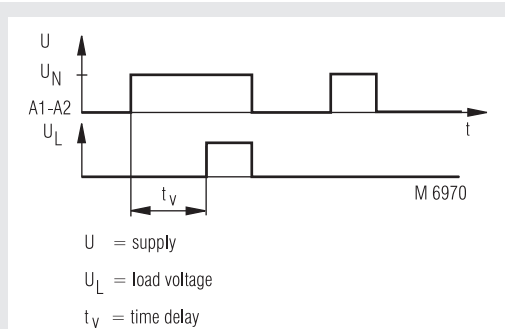 U
U_N
A1-A2
t
U_L
t_v
M 6970
U = supply
U_L = load voltage
t_v = time delay